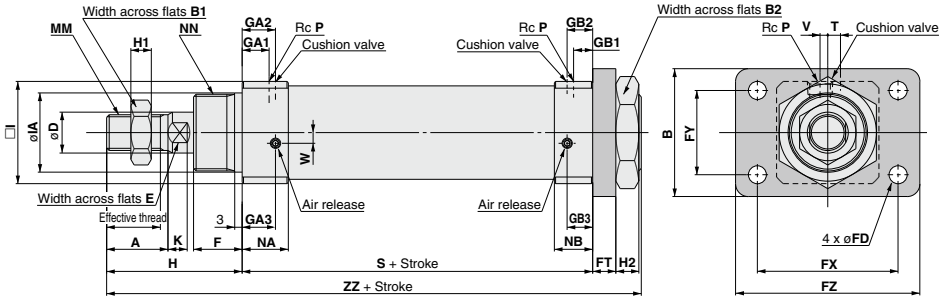 Width across flats B1
MM
H1
NN
GA2
GA1
Rc P
Cushion valve
Rc P
Cushion valve
GB2
GB1
Width across flats B2
Rc P
V
T
Cushion valve
□I
øIA
øD
W
B
FY
Width across flats E
Effective thread
3
GA3
Air release
Air release
GB3
4 x øFD
A
K
F
NA
NB
H
S + Stroke
FT
H2
FX
ZZ + Stroke
FZ